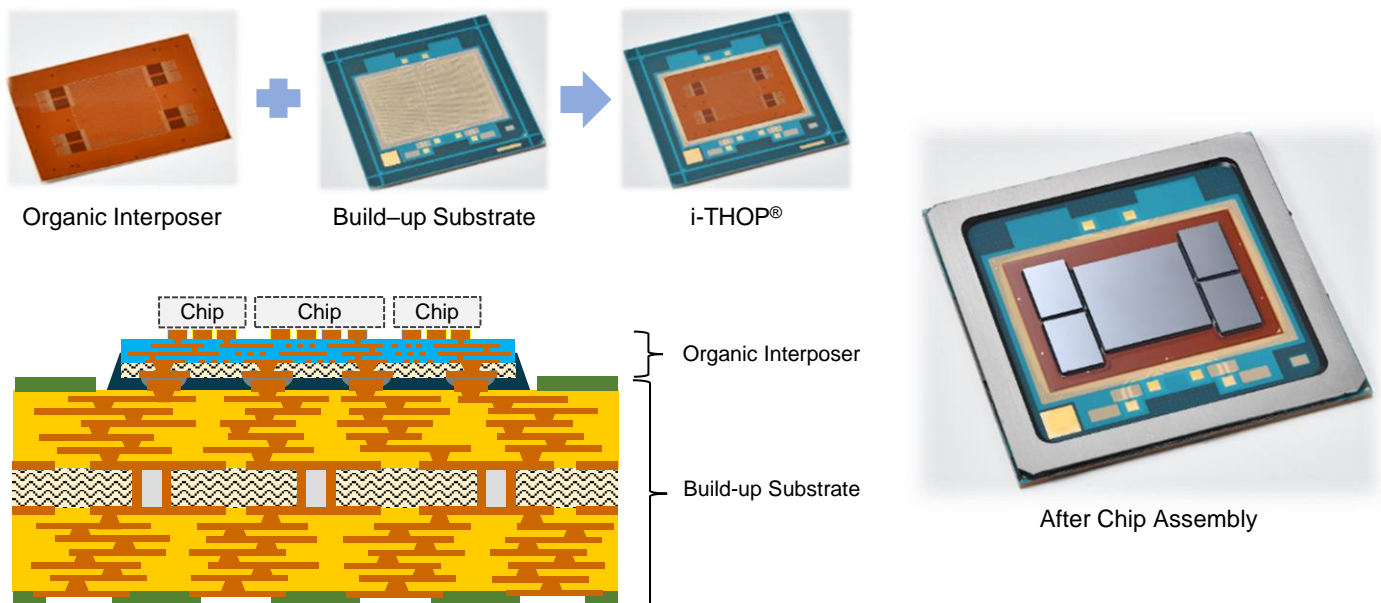 Organic Interposer
Build–up Substrate
i-THOP®
Chip
Chip
Chip
Organic Interposer
Build-up Substrate
After Chip Assembly